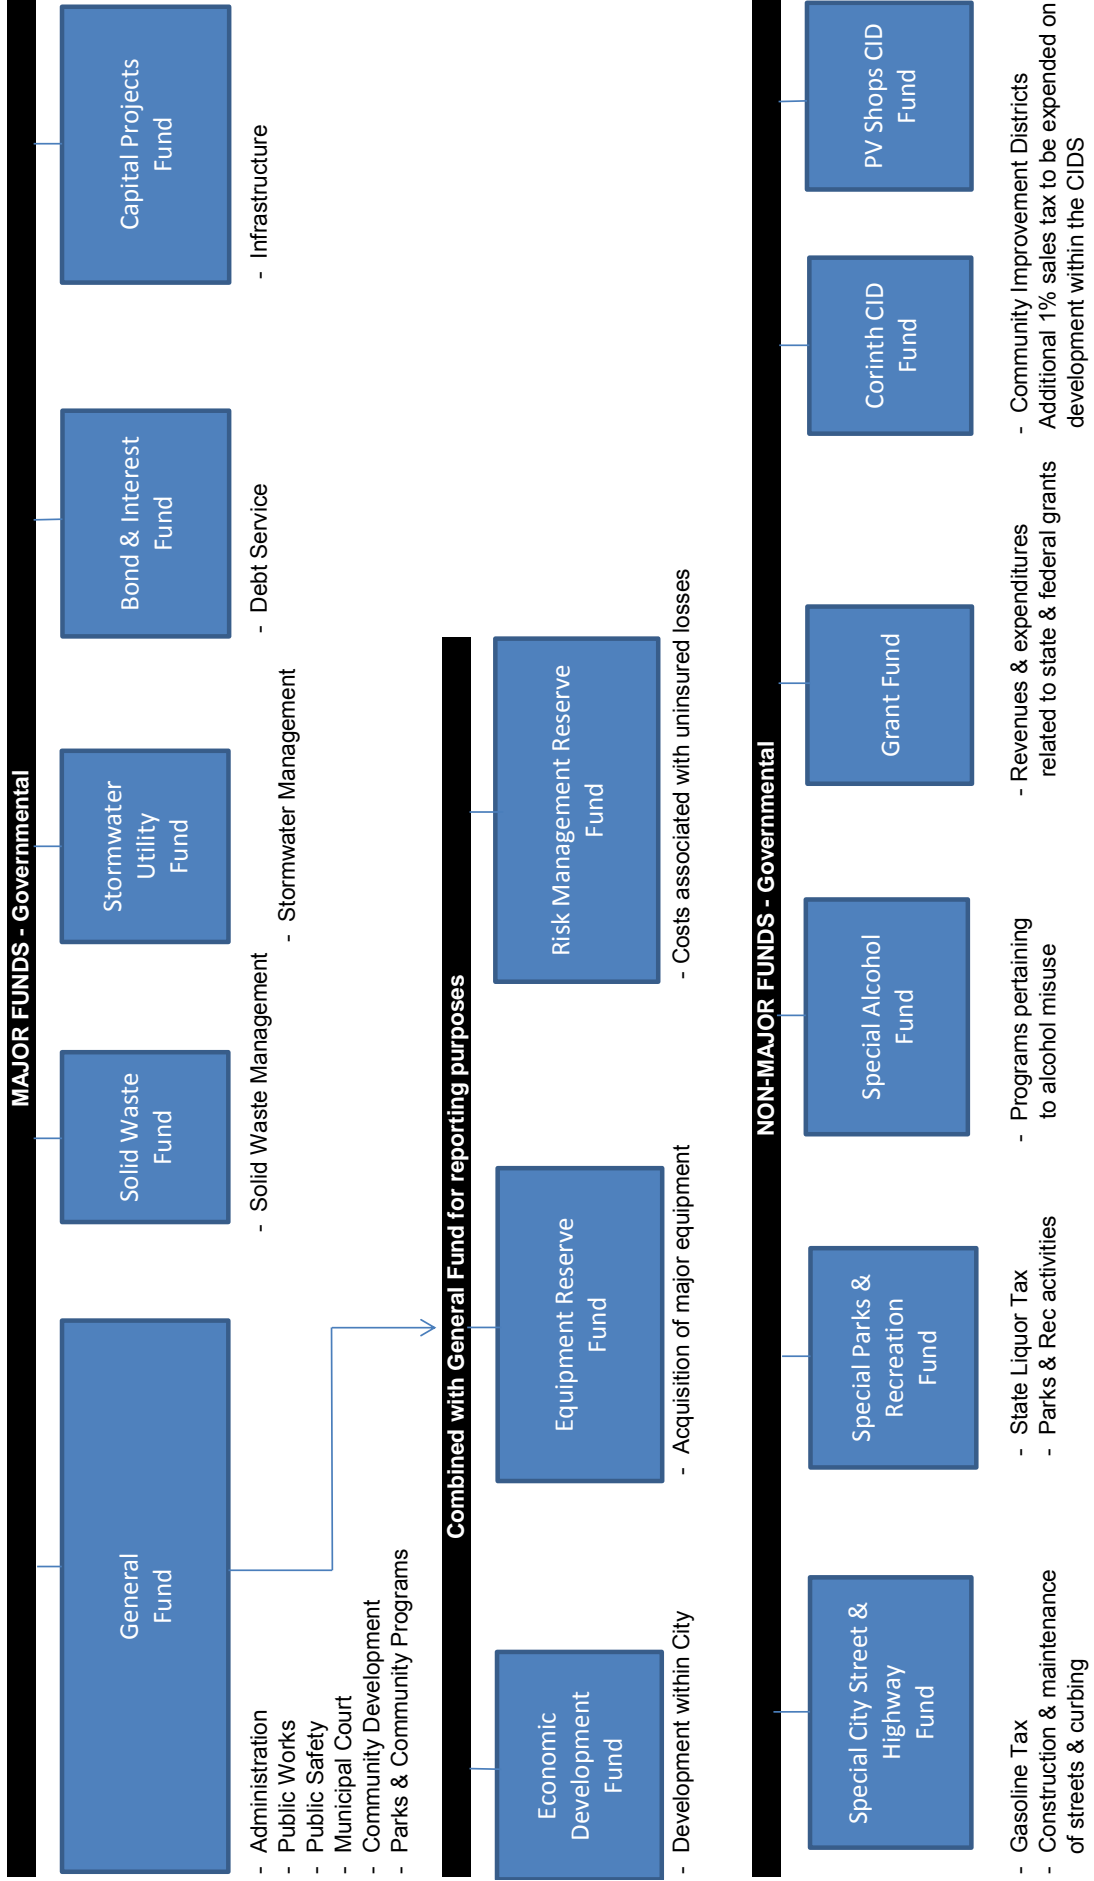 MAJOR FUNDS - Governmental
General
Fund
Solid Waste
Fund
Stormwater
Utility
Fund
Bond & Interest
Fund
Capital Projects
Fund
- Administration
- Public Works
- Public Safety
- Municipal Court
- Community Development
- Parks & Community Programs
- Solid Waste Management
- Stormwater Management
- Debt Service
- Infrastructure
Combined with General Fund for reporting purposes
Economic
Development
Fund
Equipment Reserve
Fund
Risk Management Reserve
Fund
- Development within City
- Acquisition of major equipment
- Costs associated with uninsured losses
NON-MAJOR FUNDS - Governmental
Special City Street &
Highway
Fund
Special Parks &
Recreation
Fund
Special Alcohol
Fund
Grant Fund
Corinth CID
Fund
PV Shops CID
Fund
- Gasoline Tax
- Construction & maintenance
of streets & curbing
- State Liquor Tax
- Parks & Rec activities
- Programs pertaining
to alcohol misuse
- Revenues & expenditures
related to state & federal grants
- Community Improvement Districts
Additional 1% sales tax to be expended on
development within the CIDS